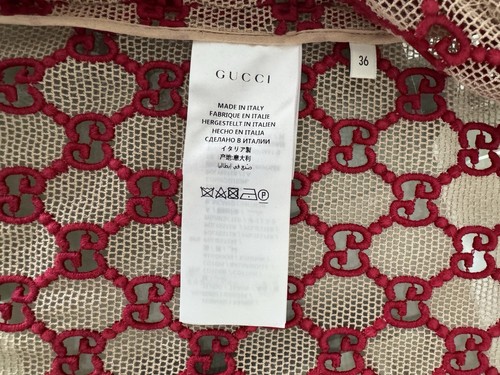 GUCCI
36
MADE IN ITALY
FABRIQUE EN ITALIE
HERGESTELLT IN ITALIEN
HECHO EN ITALIA
СДЕЛАНО В ИТАЛИИ
イタリア製
产地:意大利
صنع في ايطاليا
P